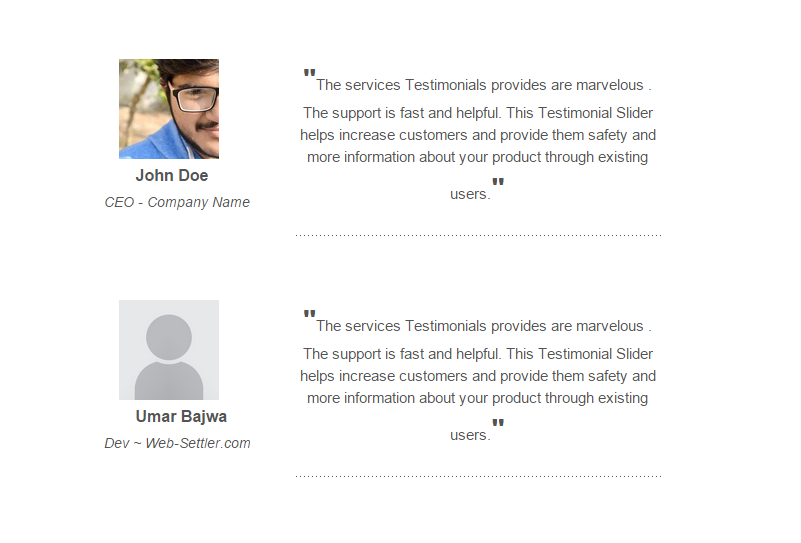 "The services Testimonials provides are marvelous .
The support is fast and helpful. This Testimonial Slider
helps increase customers and provide them safety and
more information about your product through existing
users."
John Doe
CEO - Company Name
"The services Testimonials provides are marvelous .
The support is fast and helpful. This Testimonial Slider
helps increase customers and provide them safety and
more information about your product through existing
users."
Umar Bajwa
Dev ~ Web-Settler.com